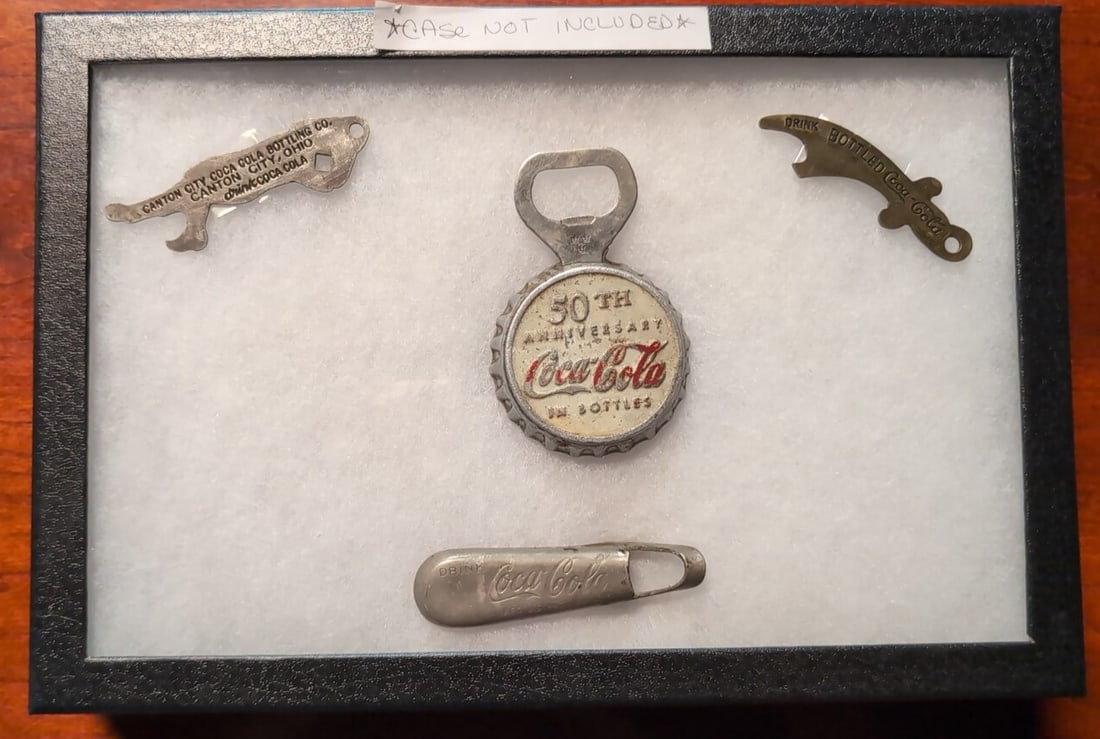 *CASE NOT INCLUDED*
CANTON CITY COCA COLA BOTTLING CO.
CANTON CITY, OHIO
drink COCA COLA
DRINK BOTTLED Coca-Cola
50TH
ANNIVERSARY
Coca-Cola
IN BOTTLES
DRINK Coca-Cola